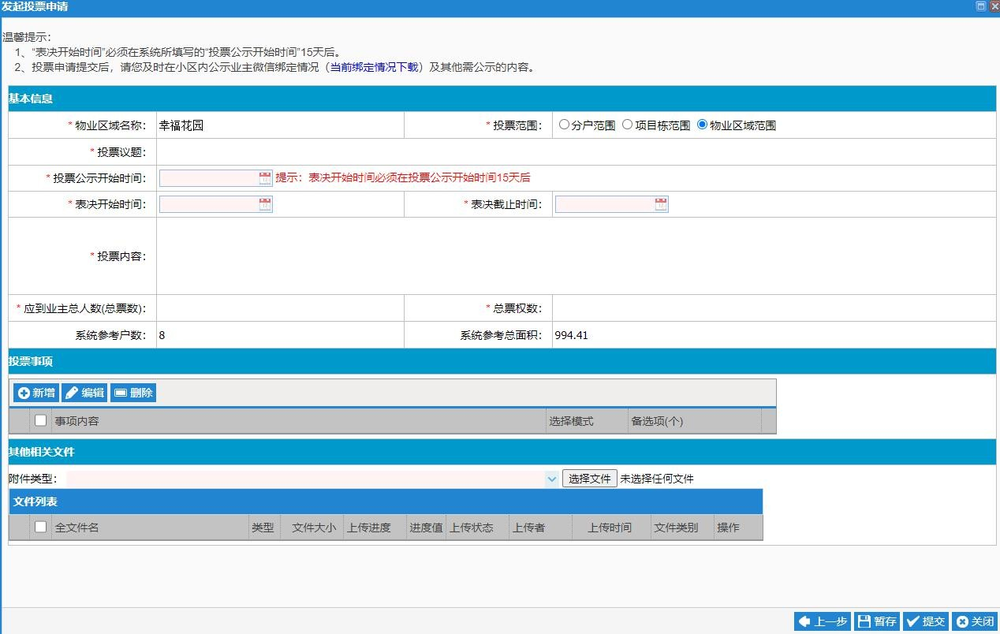 发起投票申请
温馨提示：
1、“表决开始时间”必须在系统所填写的“投票公示开始时间”15天后。
2、投票申请提交后，请您及时在小区内公示业主微信绑定情况（当前绑定情况下载）及其他需公示的内容。
基本信息
* 物业区域名称： 幸福花园 * 投票范围： 分户范围 项目栋范围 物业区域范围
* 投票议题：
* 投票公示开始时间： 提示：表决开始时间必须在投票公示开始时间15天后
* 表决开始时间： * 表决截止时间：
* 投票内容：
* 应到业主总人数(总票数)： * 总票权数：
系统参考户数： 8 系统参考总面积： 994.41
投票事项
新增 编辑 删除
事项内容 选择模式 备选项(个)
其他相关文件
附件类型： 选择文件 未选择任何文件
文件列表
全文件名 类型 文件大小 上传进度 进度值 上传状态 上传者 上传时间 文件类别 操作
上一步 暂存 提交 关闭